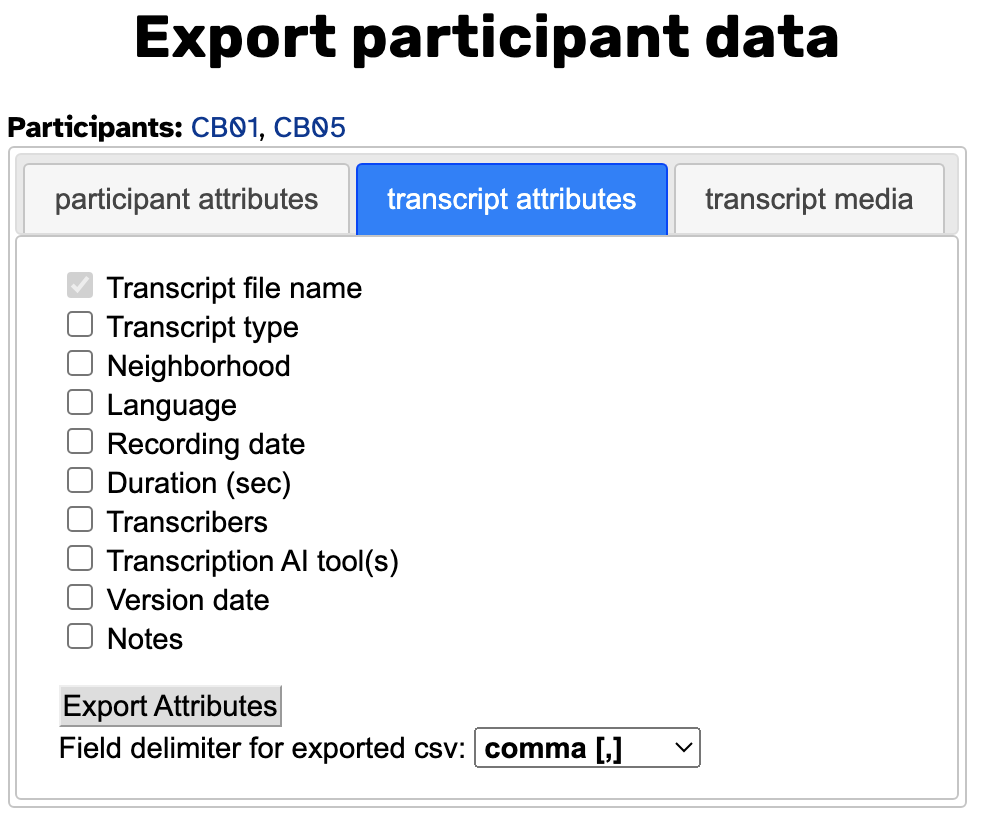 Export participant data
Participants: CB01, CB05
participant attributes transcript attributes transcript media
Transcript file name
Transcript type
Neighborhood
Language
Recording date
Duration (sec)
Transcribers
Transcription AI tool(s)
Version date
Notes
Export Attributes
Field delimiter for exported csv: comma [,]